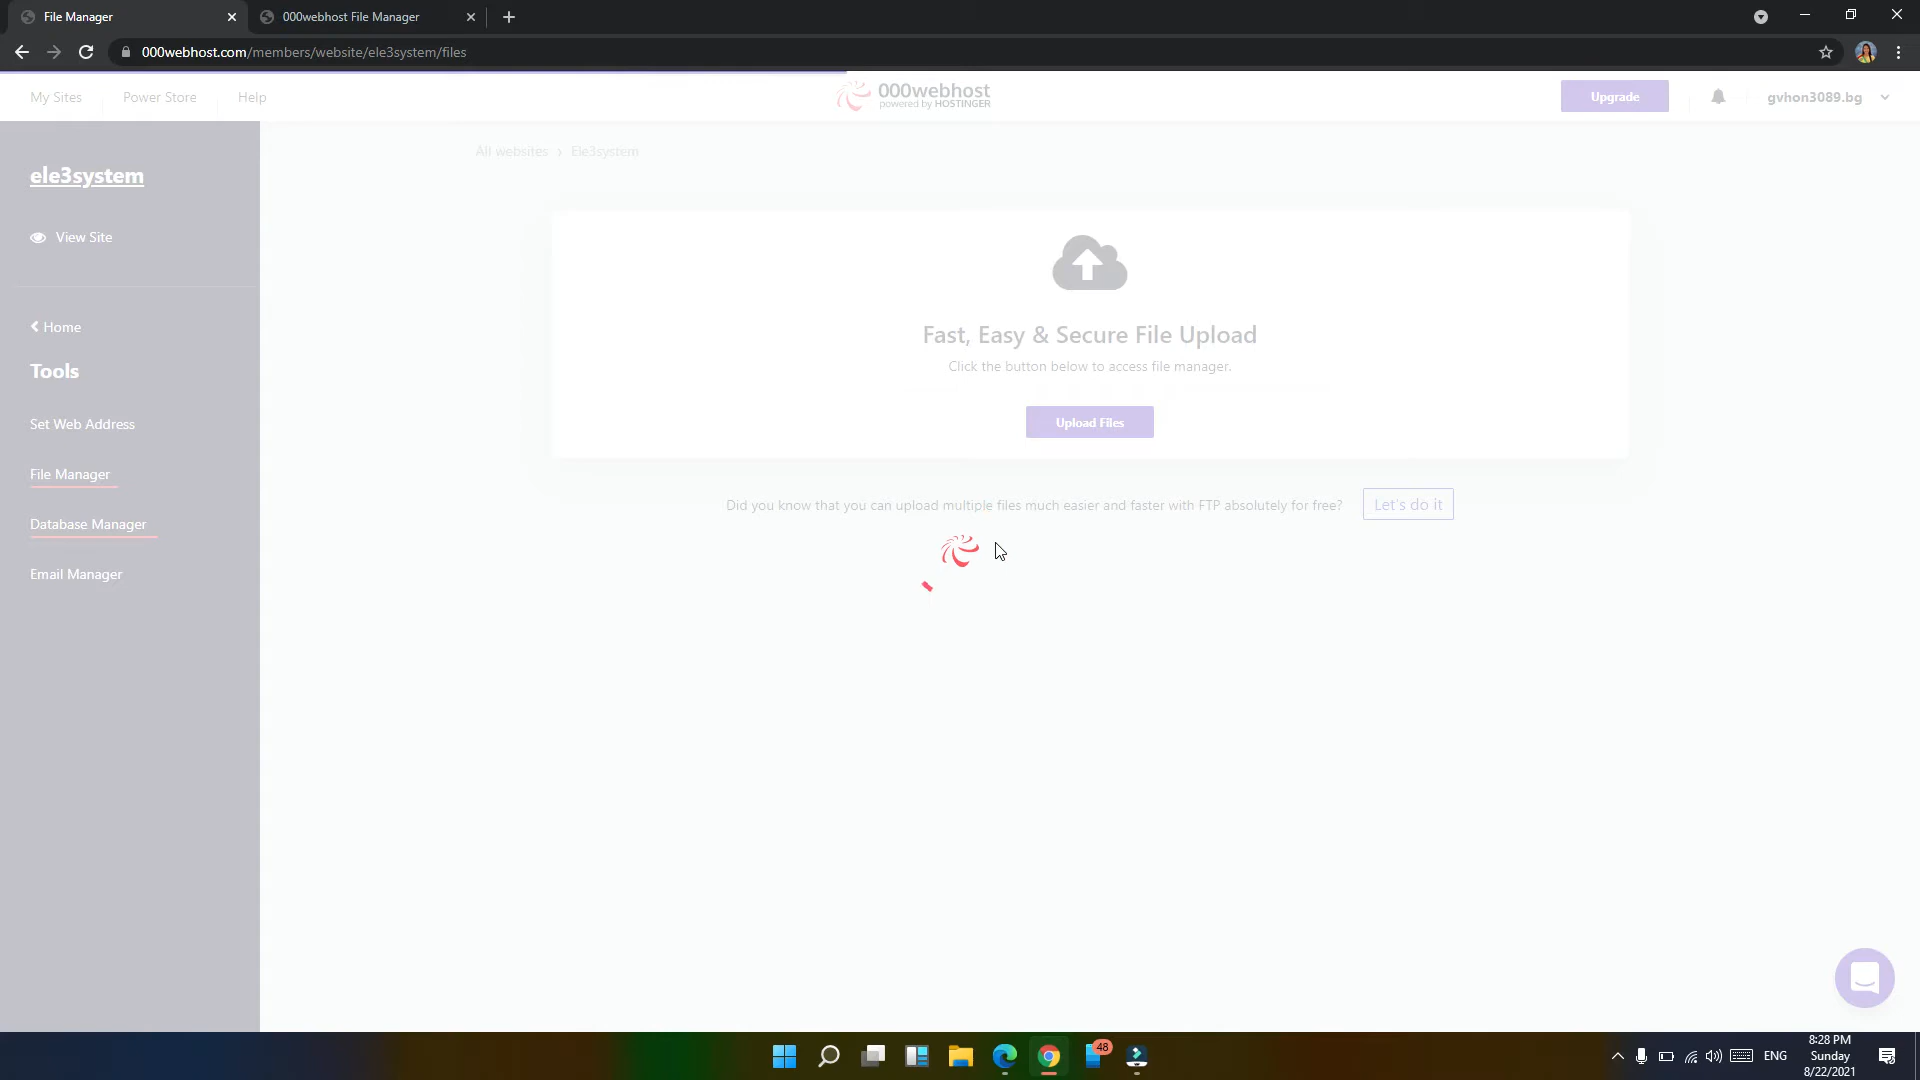 File Manager
000webhost File Manager
000webhost.com/members/website/ele3system/files
My Sites
Power Store
Help
000webhost
powered by HOSTINGER
Upgrade
gvhon3089.bg
ele3system
View Site
Home
Tools
Set Web Address
File Manager
Database Manager
Email Manager
All websites > Ele3system
Fast, Easy & Secure File Upload
Click the button below to access file manager.
Upload Files
Did you know that you can upload multiple files much easier and faster with FTP absolutely for free?
Let's do it
48
ENG
8:28 PM
Sunday
8/22/2021